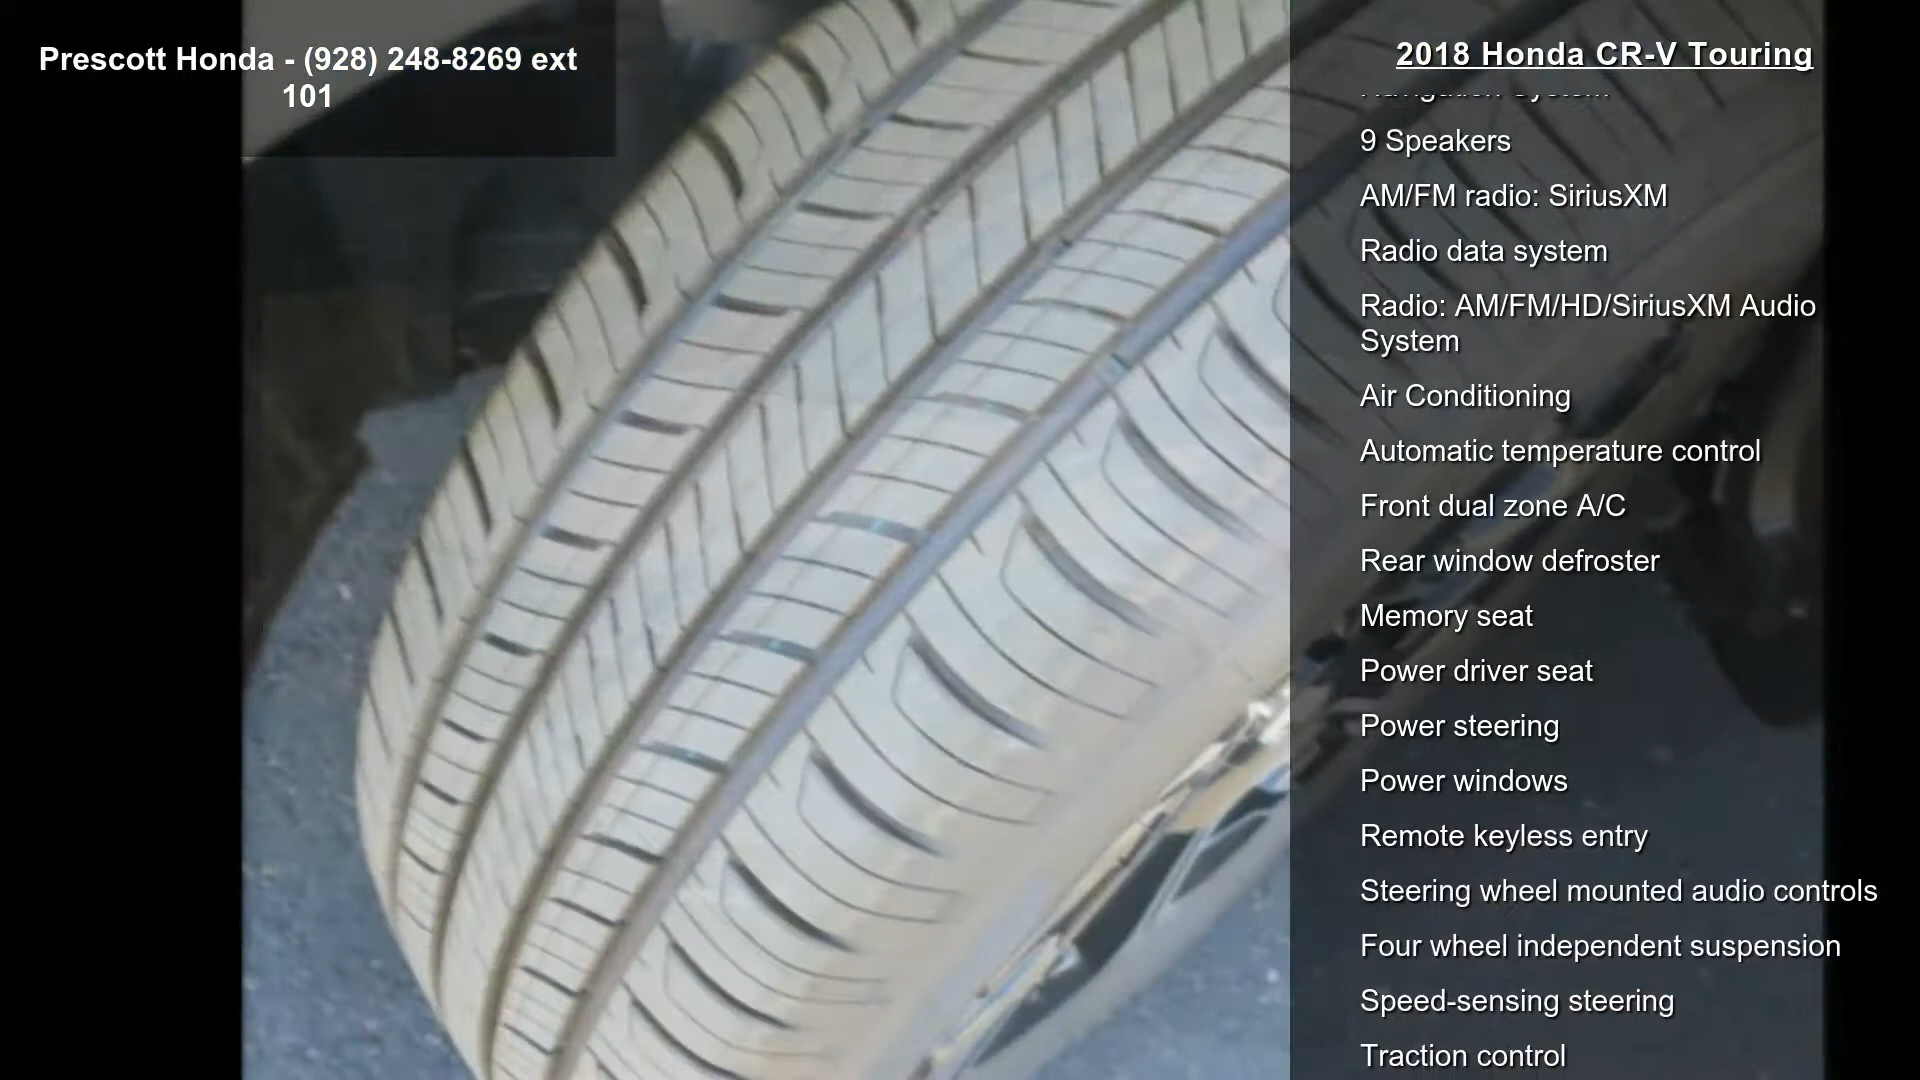 Prescott Honda - (928) 248-8269 ext
101
2018 Honda CR-V Touring
Navigation System
9 Speakers
AM/FM radio: SiriusXM
Radio data system
Radio: AM/FM/HD/SiriusXM Audio
System
Air Conditioning
Automatic temperature control
Front dual zone A/C
Rear window defroster
Memory seat
Power driver seat
Power steering
Power windows
Remote keyless entry
Steering wheel mounted audio controls
Four wheel independent suspension
Speed-sensing steering
Traction control